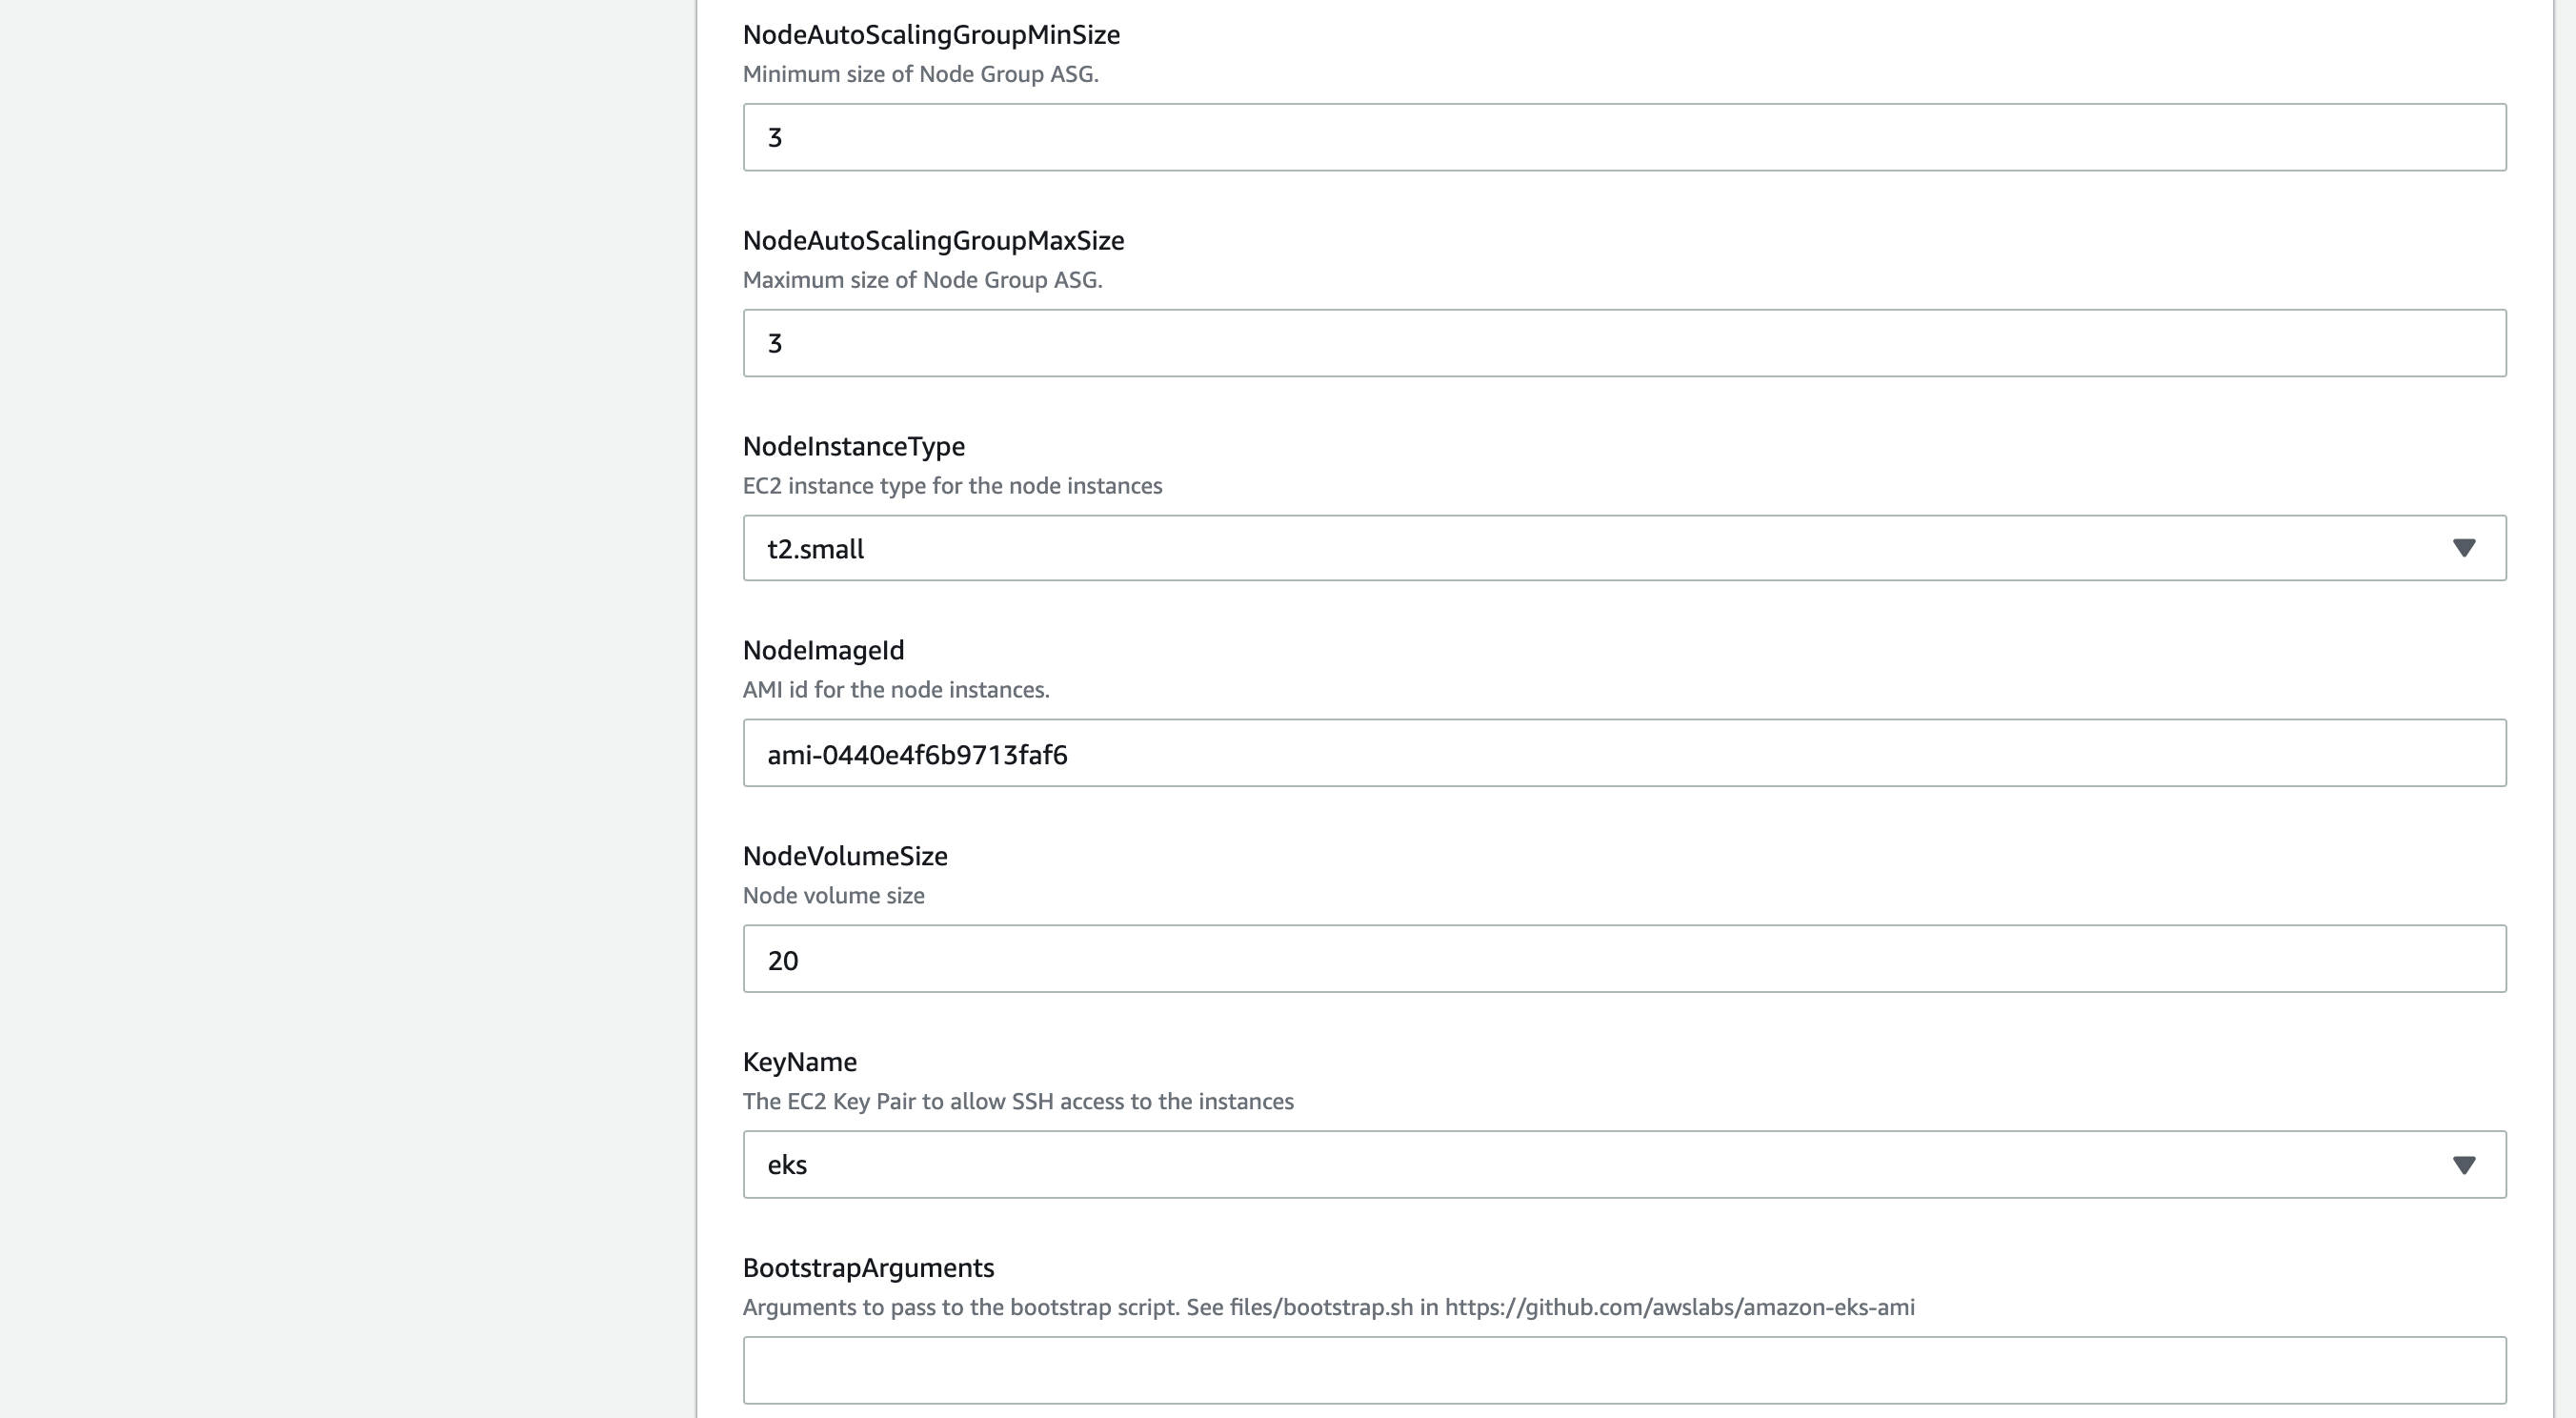 NodeAutoScalingGroupMinSize
Minimum size of Node Group ASG.
3
NodeAutoScalingGroupMaxSize
Maximum size of Node Group ASG.
3
NodeInstanceType
EC2 instance type for the node instances
t2.small
NodeImageId
AMI id for the node instances.
ami-0440e4f6b9713faf6
NodeVolumeSize
Node volume size
20
KeyName
The EC2 Key Pair to allow SSH access to the instances
eks
BootstrapArguments
Arguments to pass to the bootstrap script. See files/bootstrap.sh in https://github.com/awslabs/amazon-eks-ami